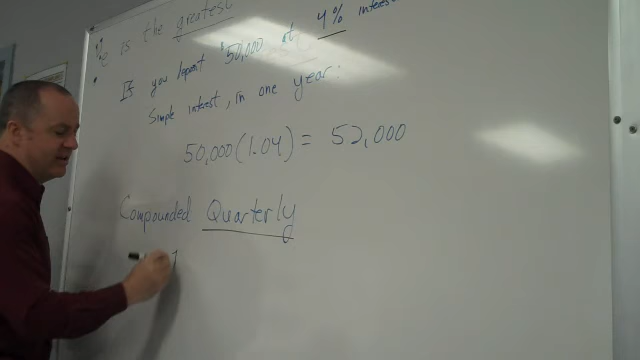 e is the greatest
If you deposit $50,000 at 4% interest
Simple interest, in one year:
50,000(1.04) = 52,000
Compounded Quarterly